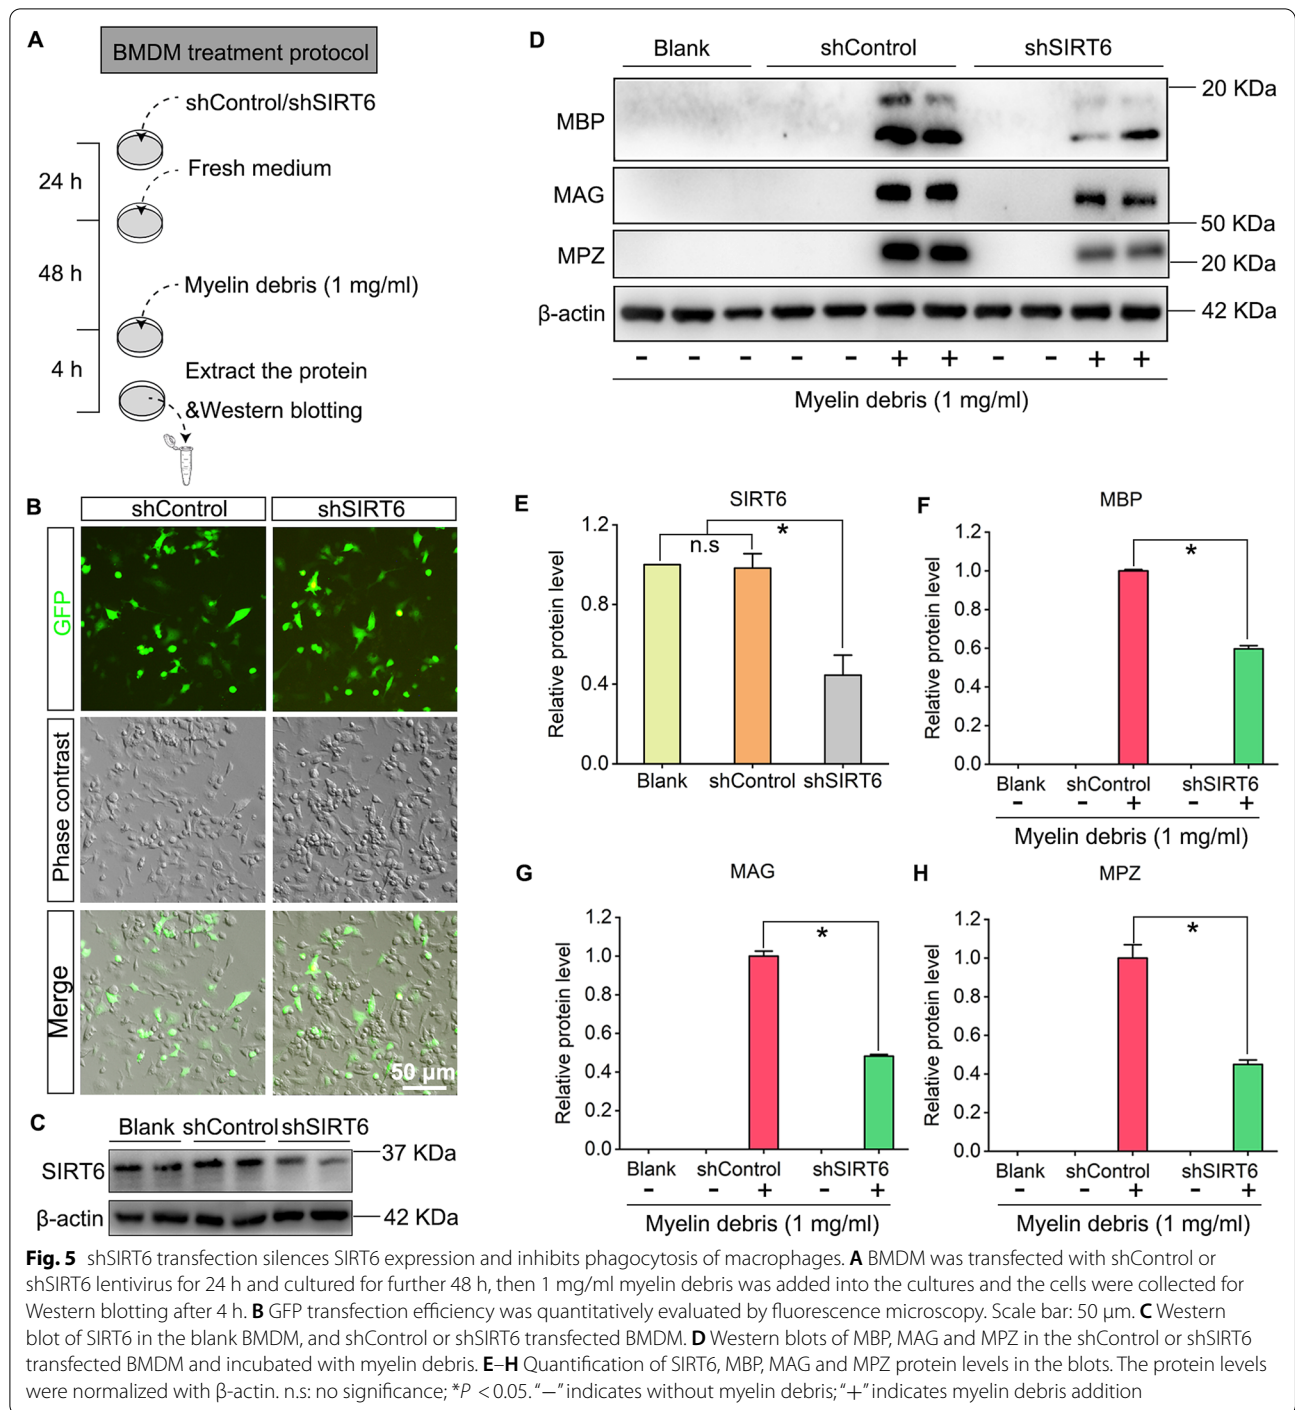 A
BMDM treatment protocol
shControl/shSIRT6
24 h
Fresh medium
48 h
Myelin debris (1 mg/ml)
4 h
Extract the protein
&Western blotting
B
shControl
shSIRT6
GFP
Phase contrast
Merge
50 μm
C
Blank shControl shSIRT6
SIRT6
37 KDa
β-actin
42 KDa
D
Blank shControl shSIRT6
MBP
20 KDa
MAG
50 KDa
MPZ
20 KDa
β-actin
42 KDa
- - - - - + + - - + +
Myelin debris (1 mg/ml)
E
SIRT6
Relative protein level
1.2
0.8
0.4
0.0
n.s
*
Blank shControl shSIRT6
F
MBP
Relative protein level
1.2
1.0
0.8
0.6
0.4
0.2
0.0
*
Blank shControl shSIRT6
- - + - +
Myelin debris (1 mg/ml)
G
MAG
Relative protein level
1.2
1.0
0.8
0.6
0.4
0.2
0.0
*
Blank shControl shSIRT6
- - + - +
Myelin debris (1 mg/ml)
H
MPZ
Relative protein level
1.2
1.0
0.8
0.6
0.4
0.2
0.0
*
Blank shControl shSIRT6
- - + - +
Myelin debris (1 mg/ml)
Fig. 5 shSIRT6 transfection silences SIRT6 expression and inhibits phagocytosis of macrophages. A BMDM was transfected with shControl or
shSIRT6 lentivirus for 24 h and cultured for further 48 h, then 1 mg/ml myelin debris was added into the cultures and the cells were collected for
Western blotting after 4 h. B GFP transfection efficiency was quantitatively evaluated by fluorescence microscopy. Scale bar: 50 μm. C Western
blot of SIRT6 in the blank BMDM, and shControl or shSIRT6 transfected BMDM. D Western blots of MBP, MAG and MPZ in the shControl or shSIRT6
transfected BMDM and incubated with myelin debris. E–H Quantification of SIRT6, MBP, MAG and MPZ protein levels in the blots. The protein levels
were normalized with β-actin. n.s: no significance; *P < 0.05. “−” indicates without myelin debris; “+” indicates myelin debris addition